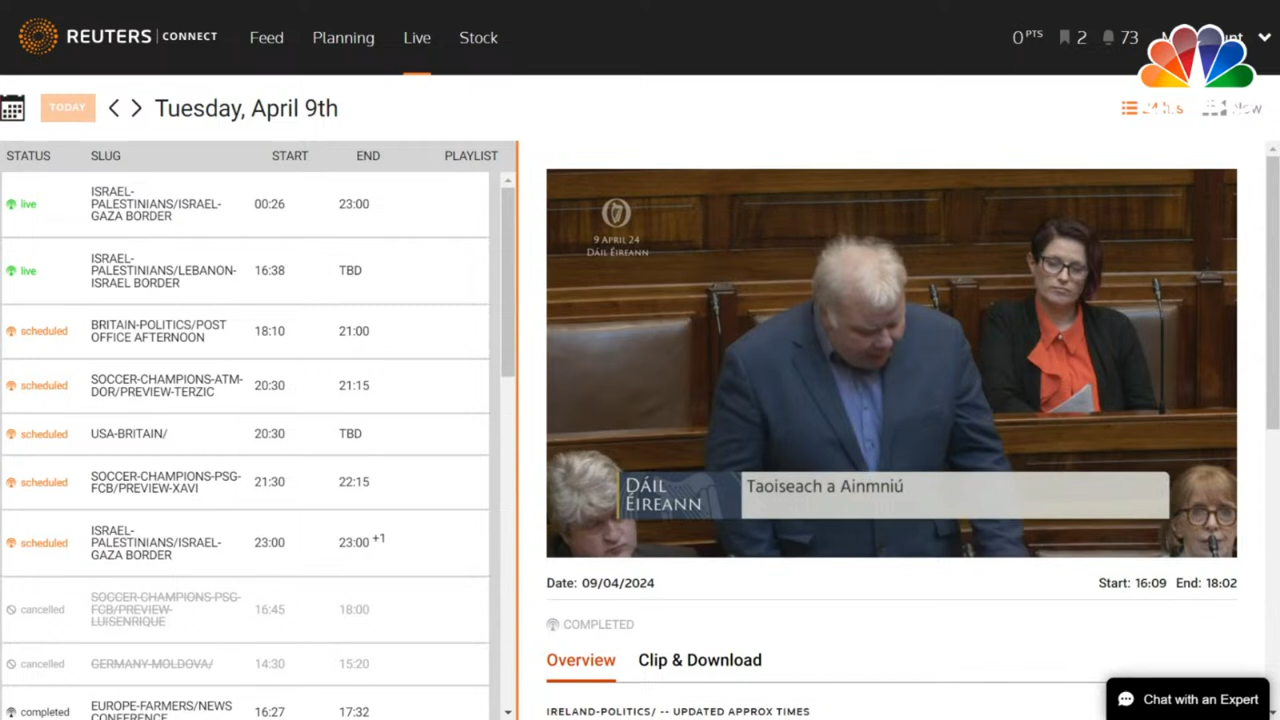 REUTERS CONNECT Feed Planning Live Stock 0 PTS 2 73
TODAY Tuesday, April 9th
STATUS SLUG START END PLAYLIST
live ISRAEL-PALESTINIANS/ISRAEL-GAZA BORDER 00:26 23:00
live ISRAEL-PALESTINIANS/LEBANON-ISRAEL BORDER 16:38 TBD
scheduled BRITAIN-POLITICS/POST OFFICE AFTERNOON 18:10 21:00
scheduled SOCCER-CHAMPIONS-ATM-DOR/PREVIEW-TERZIC 20:30 21:15
scheduled USA-BRITAIN/ 20:30 TBD
scheduled SOCCER-CHAMPIONS-PSG-FCB/PREVIEW-XAVI 21:30 22:15
scheduled ISRAEL-PALESTINIANS/ISRAEL-GAZA BORDER 23:00 23:00 +1
cancelled SOCCER-CHAMPIONS-PSG-FCB/PREVIEW-LUISENRIQUE 16:45 18:00
cancelled GERMANY-MOLDOVA/ 14:30 15:20
completed EUROPE-FARMERS/NEWS CONFERENCE 16:27 17:32
9 APRIL 24
DÁIL ÉIREANN
DÁIL
ÉIREANN
Taoiseach a Ainmniú
Date: 09/04/2024 Start: 16:09 End: 18:02
COMPLETED
Overview Clip & Download
IRELAND-POLITICS/ -- UPDATED APPROX TIMES
Chat with an Expert